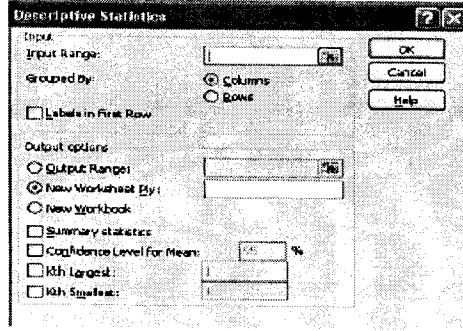 Descriptive Statistics
Input
Input Range:
OK
Grouped By:
Columns
Cancel
Rows
Help
Labels in First Row
Output options
Output Range:
New Worksheet Ply:
New Workbook
Summary statistics
Confidence Level for Mean:
95
%
Kth Largest:
1
Kth Smallest: